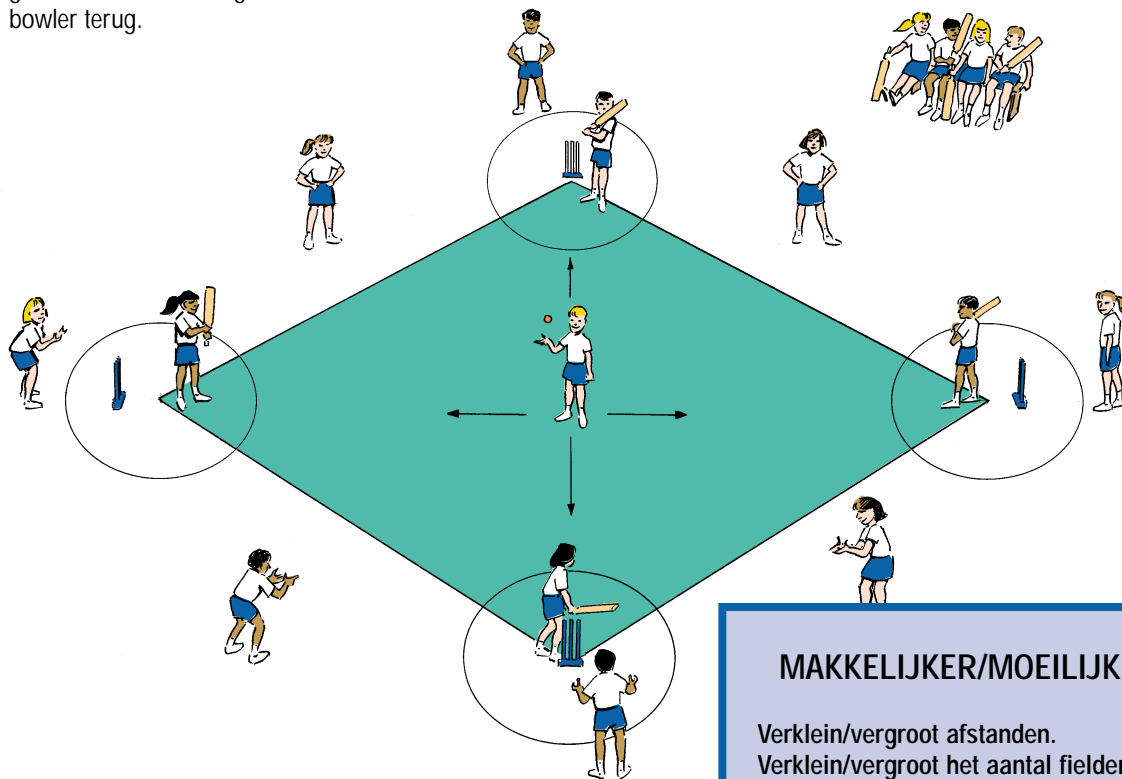 bowler terug.
MAKKELIJKER/MOEILIJK
Verklein/vergroot afstanden.
Verklein/vergroot het aantal fielder